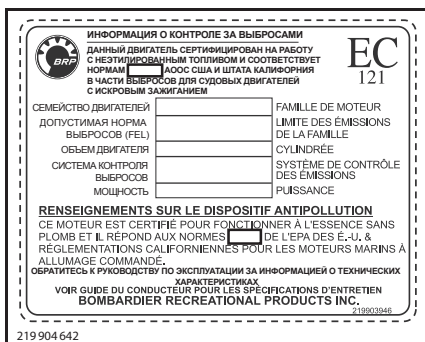 ИНФОРМАЦИЯ О КОНТРОЛЕ ЗА ВЫБРОСАМИ
ДАННЫЙ ДВИГАТЕЛЬ СЕРТИФИЦИРОВАН НА РАБОТУ
С НЕЭТИЛИРОВАННЫМ ТОПЛИВОМ И СООТВЕТСТВУЕТ
НОРМАМ АООС США И ШТАТА КАЛИФОРНИЯ
В ЧАСТИ ВЫБРОСОВ ДЛЯ СУДОВЫХ ДВИГАТЕЛЕЙ
С ИСКРОВЫМ ЗАЖИГАНИЕМ
BRP
EC
121
СЕМЕЙСТВО ДВИГАТЕЛЕЙ FAMILLE DE MOTEUR
ДОПУСТИМАЯ НОРМА LIMITE DES ÉMISSIONS
ВЫБРОСОВ (FEL) DE LA FAMILLE
ОБЪЕМ ДВИГАТЕЛЯ CYLINDRÉE
СИСТЕМА КОНТРОЛЯ SYSTÈME DE CONTRÔLE
ВЫБРОСОВ DES ÉMISSIONS
МОЩНОСТЬ PUISSANCE
RENSEIGNEMENTS SUR LE DISPOSITIF ANTIPOLLUTION
CE MOTEUR EST CERTIFIÉ POUR FONCTIONNER À L'ESSENCE SANS
PLOMB ET IL RÉPOND AUX NORMES DE L'EPA DES É.-U. &
RÉGLEMENTATIONS CALIFORNIENNES POUR LES MOTEURS MARINS À
ALLUMAGE COMMANDÉ.
ОБРАТИТЕСЬ К РУКОВОДСТВУ ПО ЭКСПЛУАТАЦИИ ЗА ИНФОРМАЦИЕЙ О ТЕХНИЧЕСКИХ
ХАРАКТЕРИСТИКАХ
VOIR GUIDE DU CONDUCTEUR POUR LES SPÉCIFICATIONS D'ENTRETIEN
BOMBARDIER RECREATIONAL PRODUCTS INC.
219903946
219 904 642